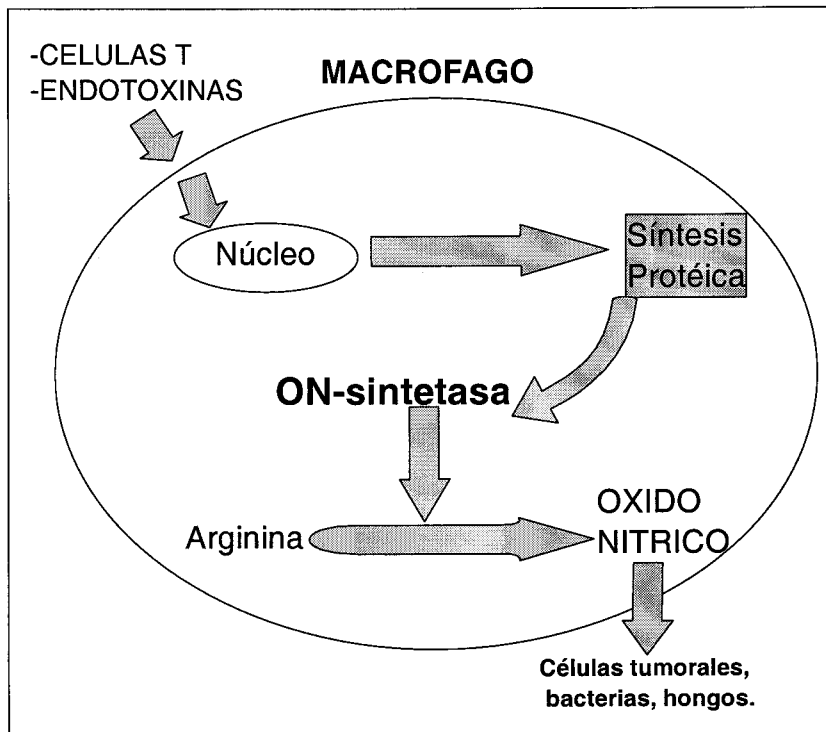 -CELULAS T
-ENDOTOXINAS
MACROFAGO
Núcleo
Síntesis
Protéica
ON-sintetasa
Arginina
OXIDO
NITRICO
Células tumorales,
bacterias, hongos.